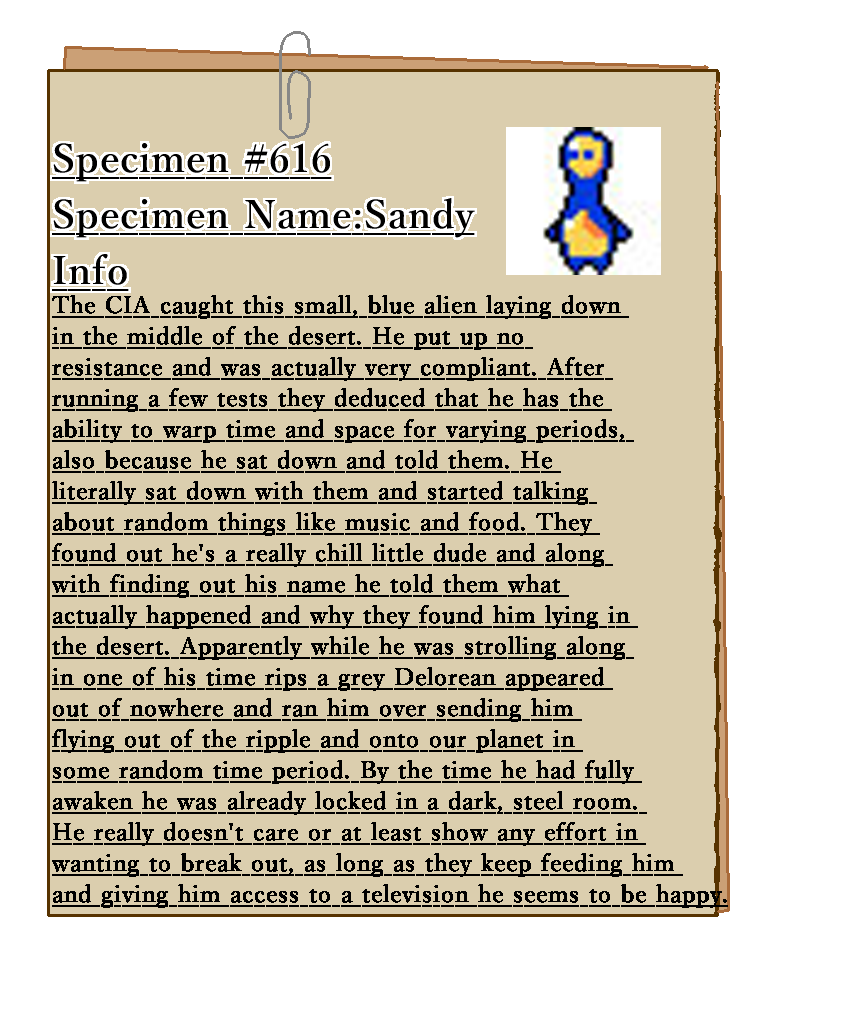 Specimen #616
Specimen Name:Sandy
Info
The CIA caught this small, blue alien laying down
in the middle of the desert. He put up no
resistance and was actually very compliant. After
running a few tests they deduced that he has the
ability to warp time and space for varying periods,
also because he sat down and told them. He
literally sat down with them and started talking
about random things like music and food. They
found out he's a really chill little dude and along
with finding out his name he told them what
actually happened and why they found him lying in
the desert. Apparently while he was strolling along
in one of his time rips a grey Delorean appeared
out of nowhere and ran him over sending him
flying out of the ripple and onto our planet in
some random time period. By the time he had fully
awaken he was already locked in a dark, steel room.
He really doesn't care or at least show any effort in
wanting to break out, as long as they keep feeding him
and giving him access to a television he seems to be happy.